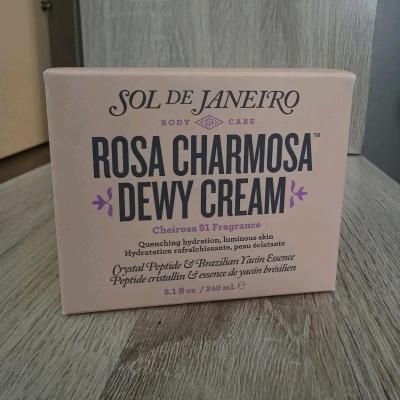 SOL DE JANEIRO
BODY CARE
ROSA CHARMOSA™
DEWY CREAM
Cheirosa 91 Fragrance
Quenching hydration, luminous skin
Hydratation rafraîchissante, peau éclatante
Crystal Peptide & Brazilian Yacón Essence
Peptide cristallin & essence de yacón brésilien
8.1 fl oz / 240 mL ℮